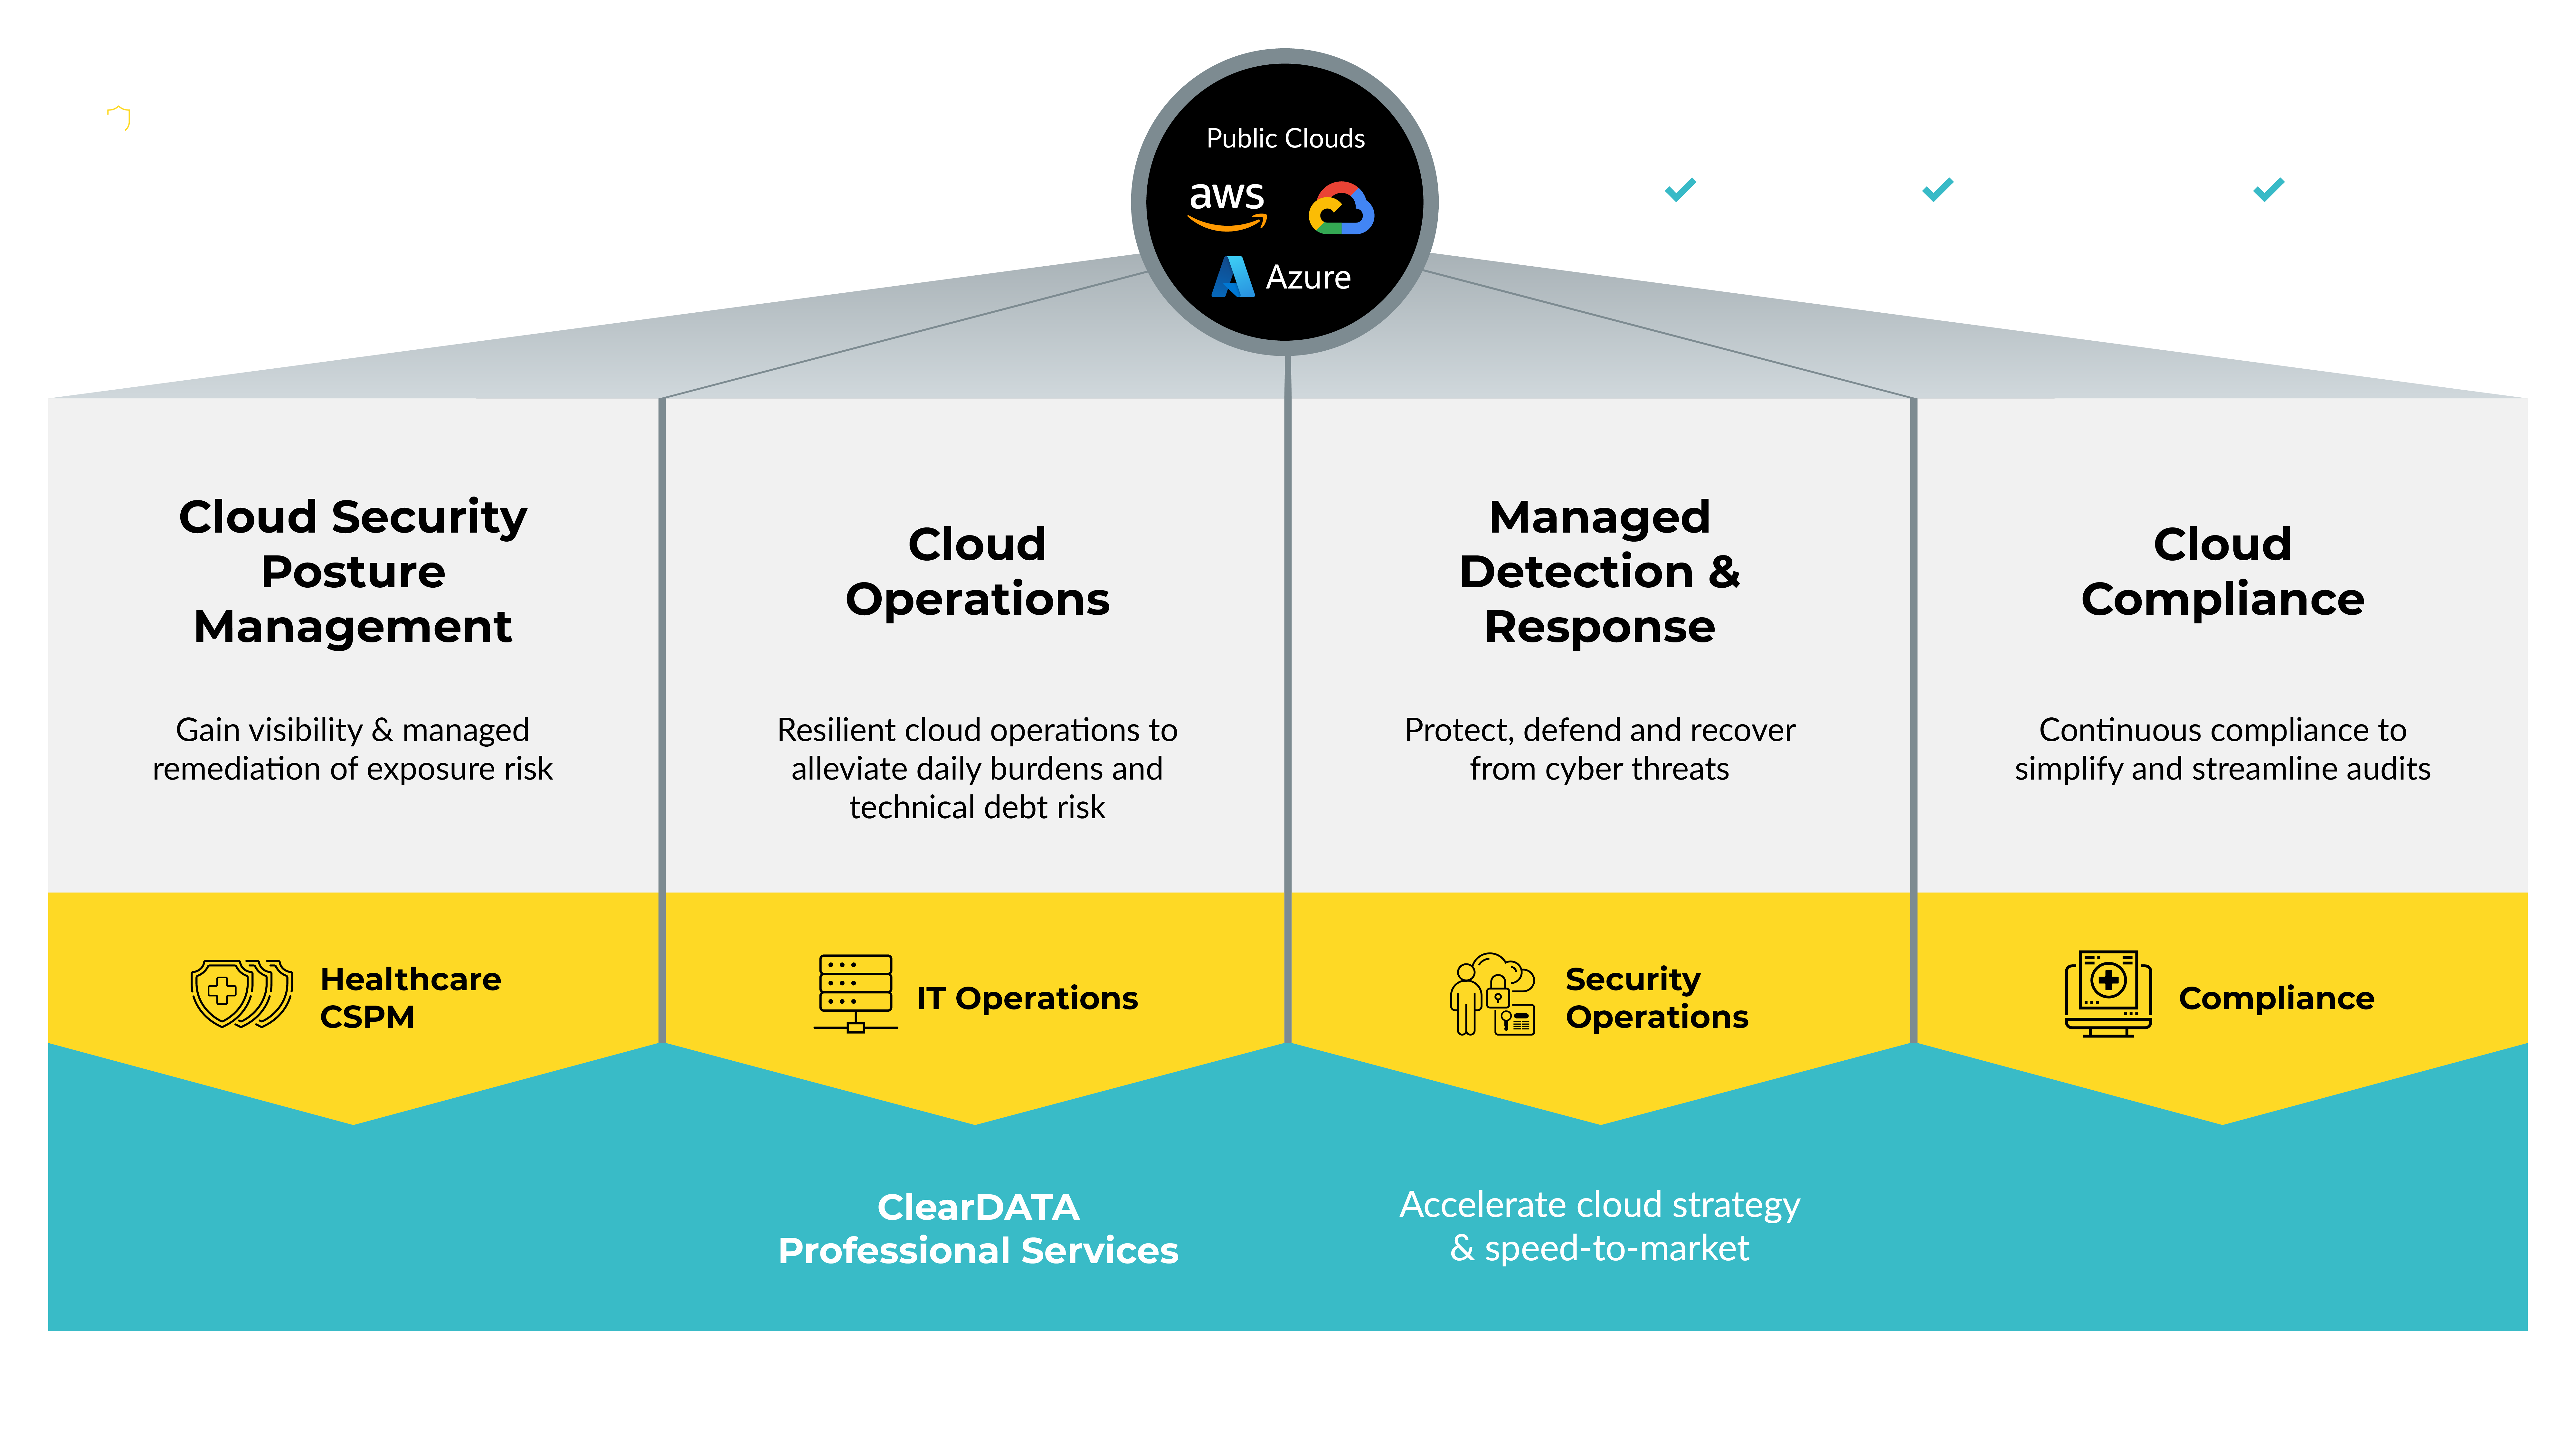 Public Clouds
aws
Azure
Cloud Security
Posture
Management
Gain visibility & managed
remediation of exposure risk
Cloud
Operations
Resilient cloud operations to
alleviate daily burdens and
technical debt risk
Managed
Detection &
Response
Protect, defend and recover
from cyber threats
Cloud
Compliance
Continuous compliance to
simplify and streamline audits
Healthcare
CSPM
IT Operations
Security
Operations
Compliance
ClearDATA
Professional Services
Accelerate cloud strategy
& speed-to-market